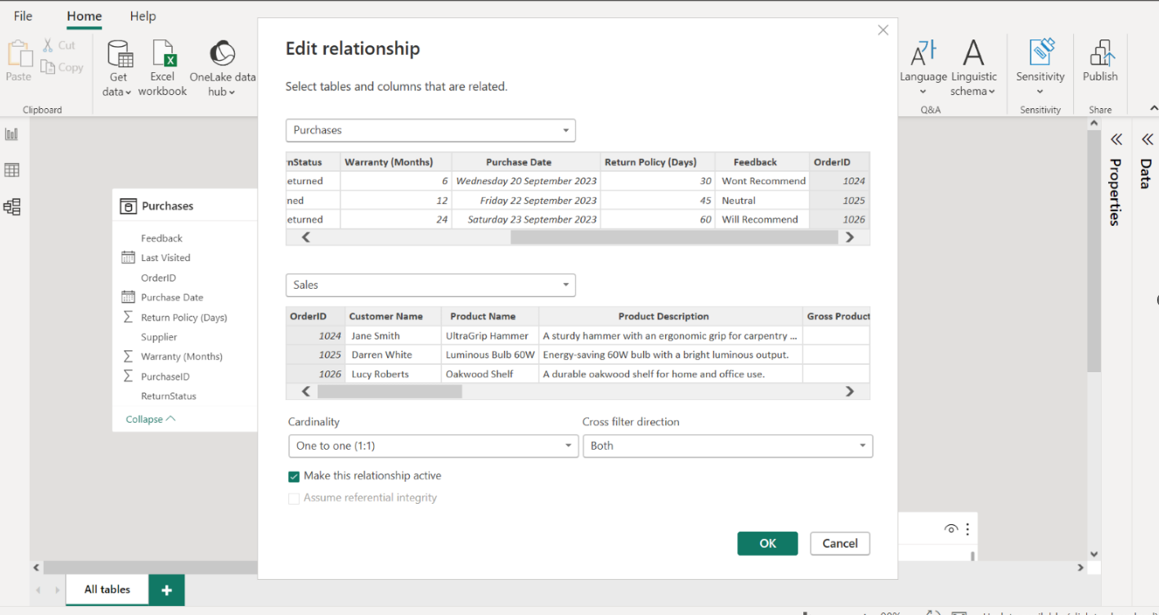 File Home Help
Paste
Cut
Copy
Clipboard
Get data
Excel workbook
OneLake data hub
Language
Linguistic schema
Q&A
Sensitivity
Sensitivity
Publish
Share
Edit relationship
Select tables and columns that are related.
Purchases
rnStatus Warranty (Months) Purchase Date Return Policy (Days) Feedback OrderID
eturned 6 Wednesday 20 September 2023 30 Wont Recommend 1024
ned 12 Friday 22 September 2023 45 Neutral 1025
eturned 24 Saturday 23 September 2023 60 Will Recommend 1026
Sales
OrderID Customer Name Product Name Product Description Gross Product
1024 Jane Smith UltraGrip Hammer A sturdy hammer with an ergonomic grip for carpentry ...
1025 Darren White Luminous Bulb 60W Energy-saving 60W bulb with a bright luminous output.
1026 Lucy Roberts Oakwood Shelf A durable oakwood shelf for home and office use.
Cardinality Cross filter direction
One to one (1:1) Both
Make this relationship active
Assume referential integrity
OK Cancel
Purchases
Feedback
Last Visited
OrderID
Purchase Date
Σ Return Policy (Days)
Supplier
Σ Warranty (Months)
Σ PurchaseID
ReturnStatus
Collapse
Properties
Data
All tables +